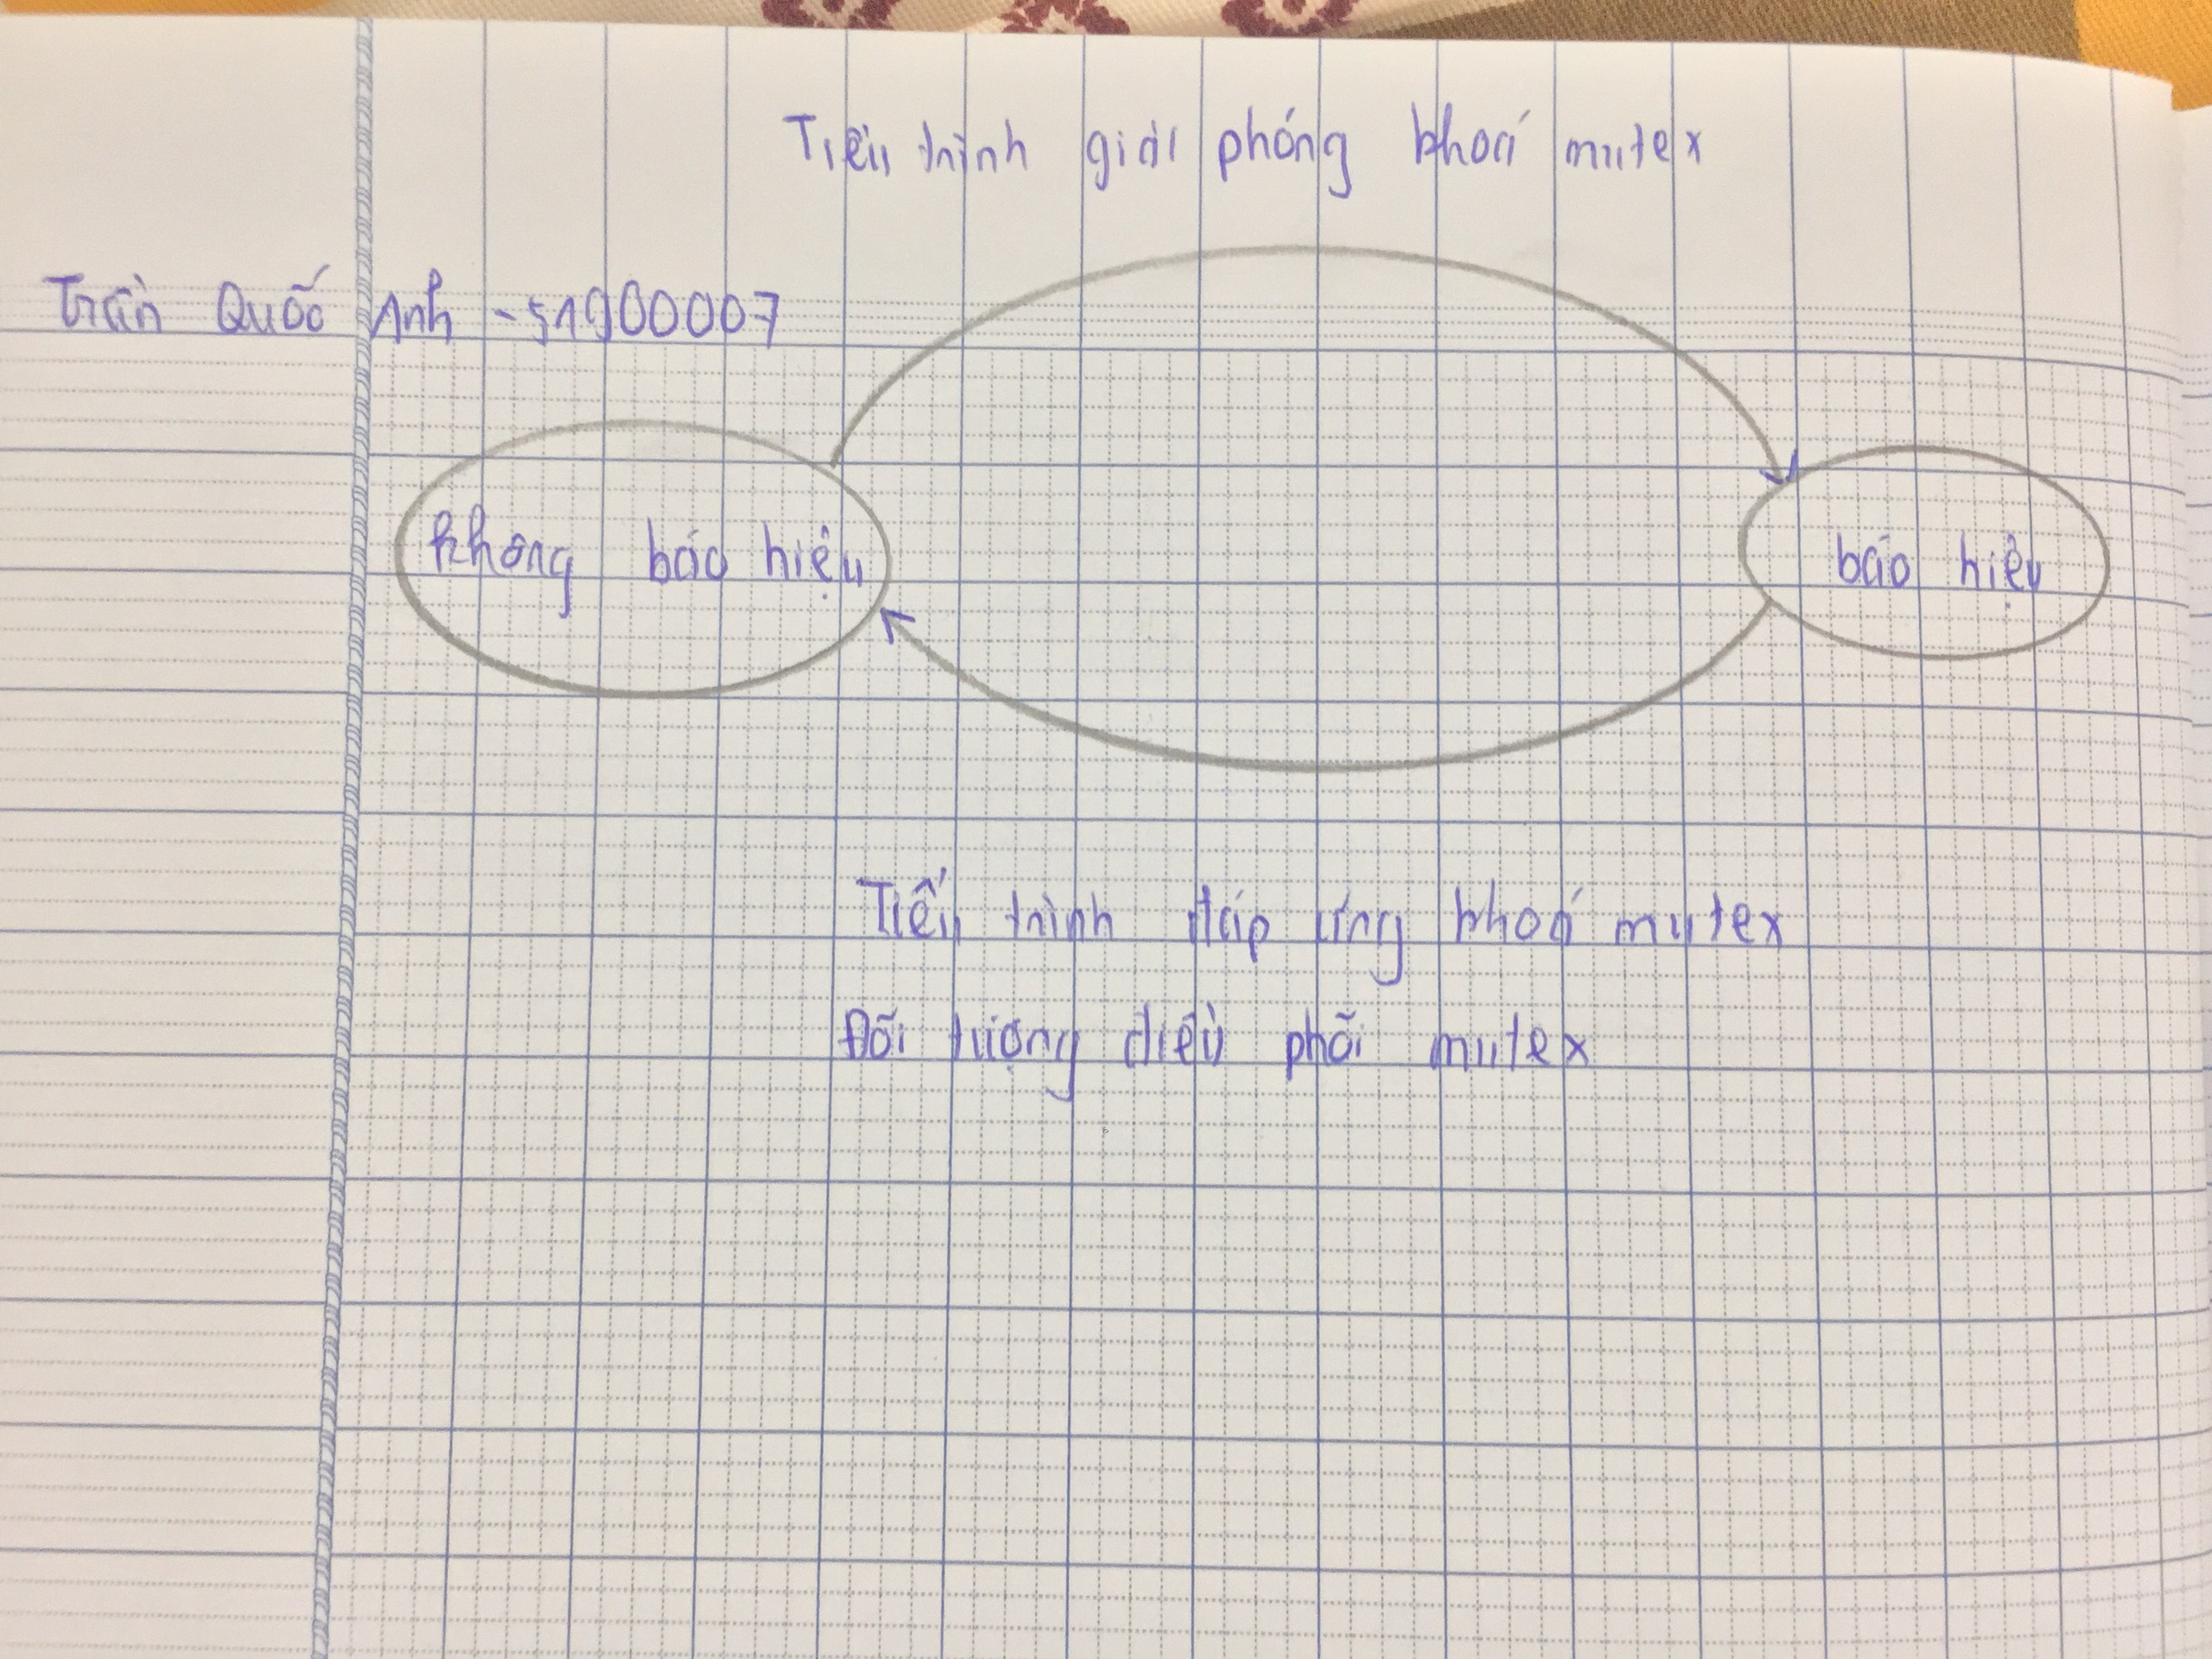 Tiến trình giải phóng khoá mutex
Trần Quốc Anh - 51900007
không báo hiệu
báo hiệu
Tiến trình đáp ứng khoá mutex
Đối tượng điều phối mutex